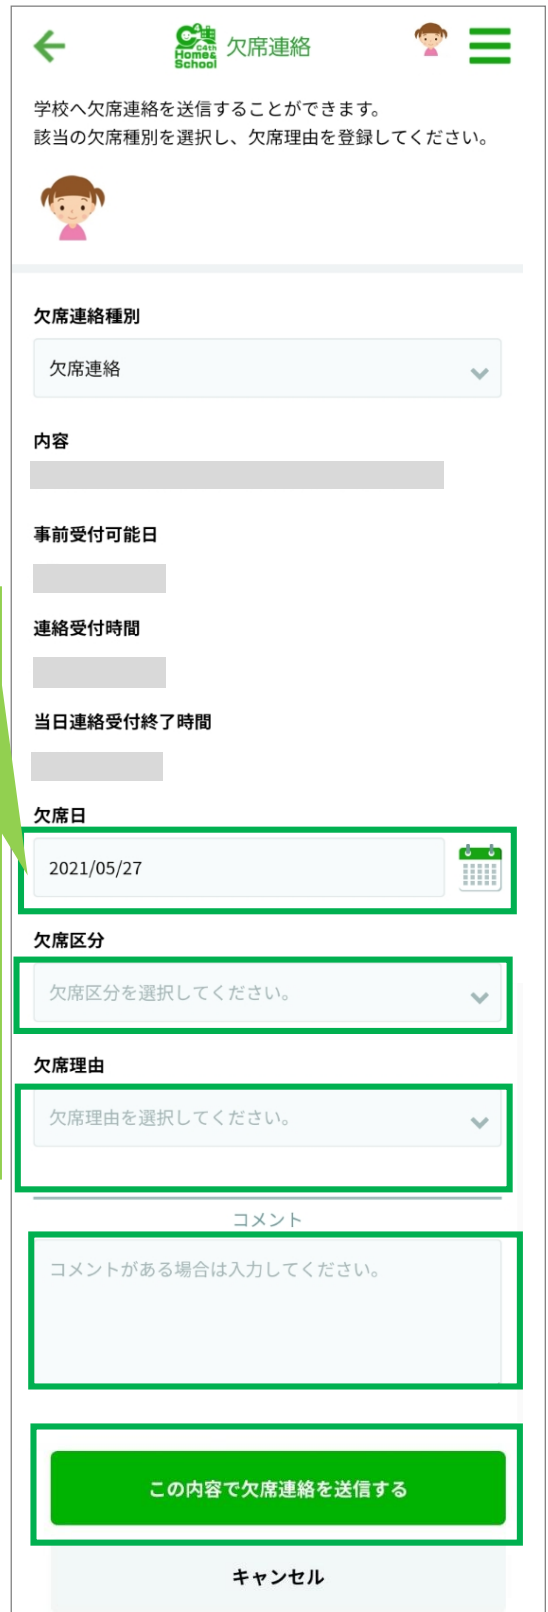 C4th
Home&
School
欠席連絡
学校へ欠席連絡を送信することができます。
該当の欠席種別を選択し、欠席理由を登録してください。
欠席連絡種別
欠席連絡
内容
事前受付可能日
連絡受付時間
当日連絡受付終了時間
欠席日
2021/05/27
欠席区分
欠席区分を選択してください。
欠席理由
欠席理由を選択してください。
コメント
コメントがある場合は入力してください。
この内容で欠席連絡を送信する
キャンセル